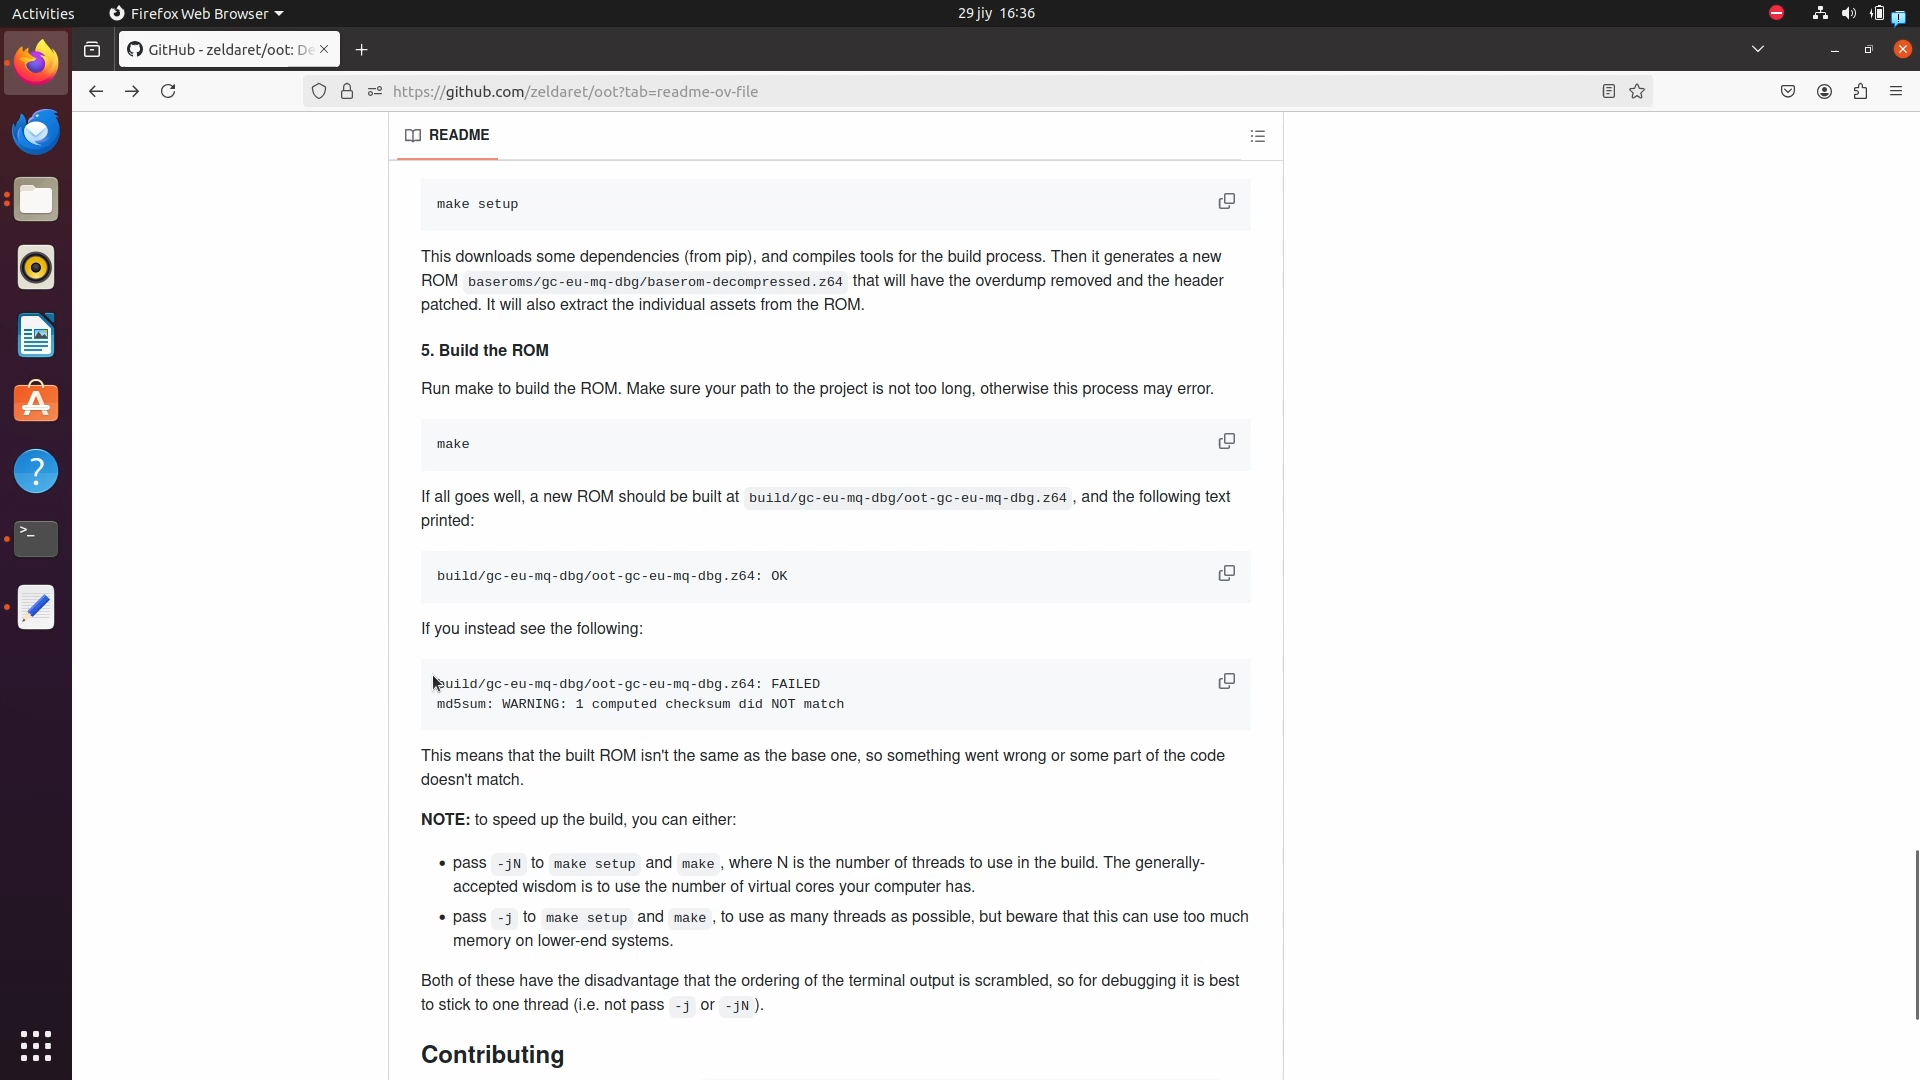 Activities
Firefox Web Browser
29 jiy 16:36
GitHub - zeldaret/oot: De
https://github.com/zeldaret/oot?tab=readme-ov-file
README
make setup
This downloads some dependencies (from pip), and compiles tools for the build process. Then it generates a new
ROM baseroms/gc-eu-mq-dbg/baserom-decompressed.z64 that will have the overdump removed and the header
patched. It will also extract the individual assets from the ROM.
5. Build the ROM
Run make to build the ROM. Make sure your path to the project is not too long, otherwise this process may error.
make
If all goes well, a new ROM should be built at build/gc-eu-mq-dbg/oot-gc-eu-mq-dbg.z64 , and the following text
printed:
build/gc-eu-mq-dbg/oot-gc-eu-mq-dbg.z64: OK
If you instead see the following:
build/gc-eu-mq-dbg/oot-gc-eu-mq-dbg.z64: FAILED
md5sum: WARNING: 1 computed checksum did NOT match
This means that the built ROM isn't the same as the base one, so something went wrong or some part of the code
doesn't match.
NOTE: to speed up the build, you can either:
• pass -jN to make setup and make , where N is the number of threads to use in the build. The generally-
accepted wisdom is to use the number of virtual cores your computer has.
• pass -j to make setup and make , to use as many threads as possible, but beware that this can use too much
memory on lower-end systems.
Both of these have the disadvantage that the ordering of the terminal output is scrambled, so for debugging it is best
to stick to one thread (i.e. not pass -j or -jN ).
Contributing